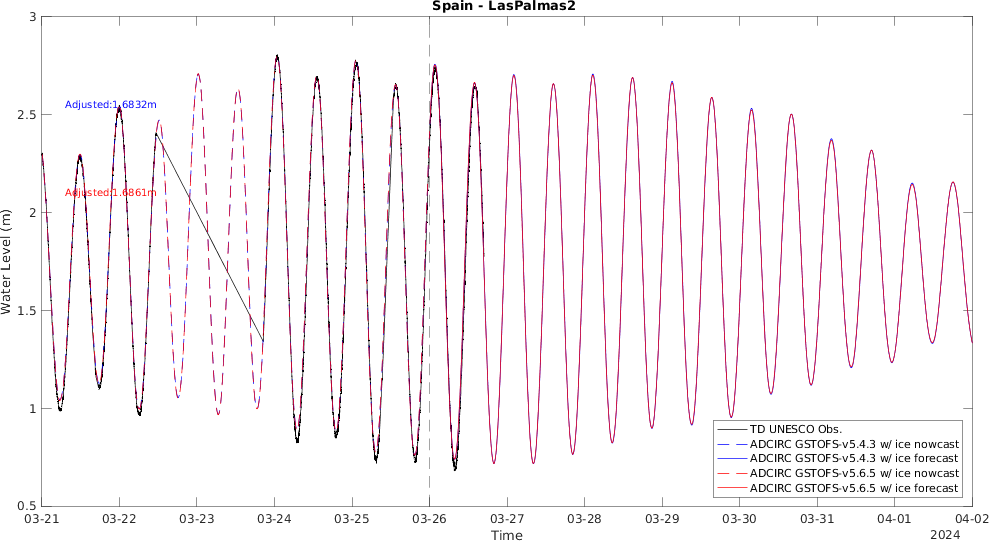 Spain - LasPalmas2
3
2.5
2
1.5
1
0.5
Water Level (m)
Adjusted:1.6832m
Adjusted:1.6861m
TD UNESCO Obs.
ADCIRC GSTOFS-v5.4.3 w/ ice nowcast
ADCIRC GSTOFS-v5.4.3 w/ ice forecast
ADCIRC GSTOFS-v5.6.5 w/ ice nowcast
ADCIRC GSTOFS-v5.6.5 w/ ice forecast
03-21 03-22 03-23 03-24 03-25 03-26 03-27 03-28 03-29 03-30 03-31 04-01 04-02
Time
2024